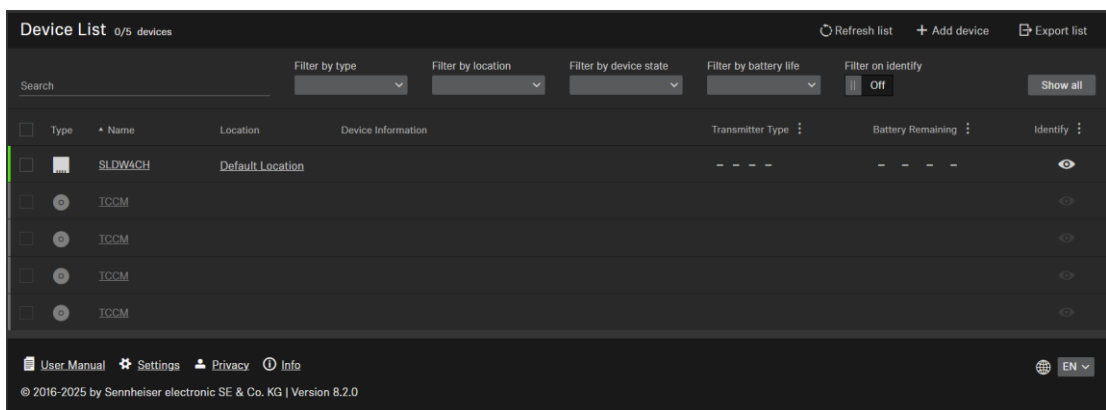 Device List 0/5 devices
Refresh list + Add device Export list
Filter by type Filter by location Filter by device state Filter by battery life Filter on identify
Search Off Show all
Type Name Location Device Information Transmitter Type Battery Remaining Identify
SLDW4CH Default Location – – – – – – – –
TCCM
TCCM
TCCM
TCCM
User Manual Settings Privacy Info
EN
© 2016-2025 by Sennheiser electronic SE & Co. KG | Version 8.2.0